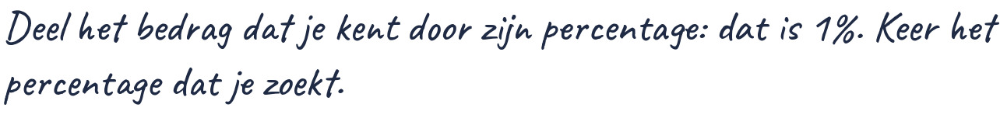 Deel het bedrag dat je kent door zijn percentage: dat is 1%. Keer het
percentage dat je zoekt.